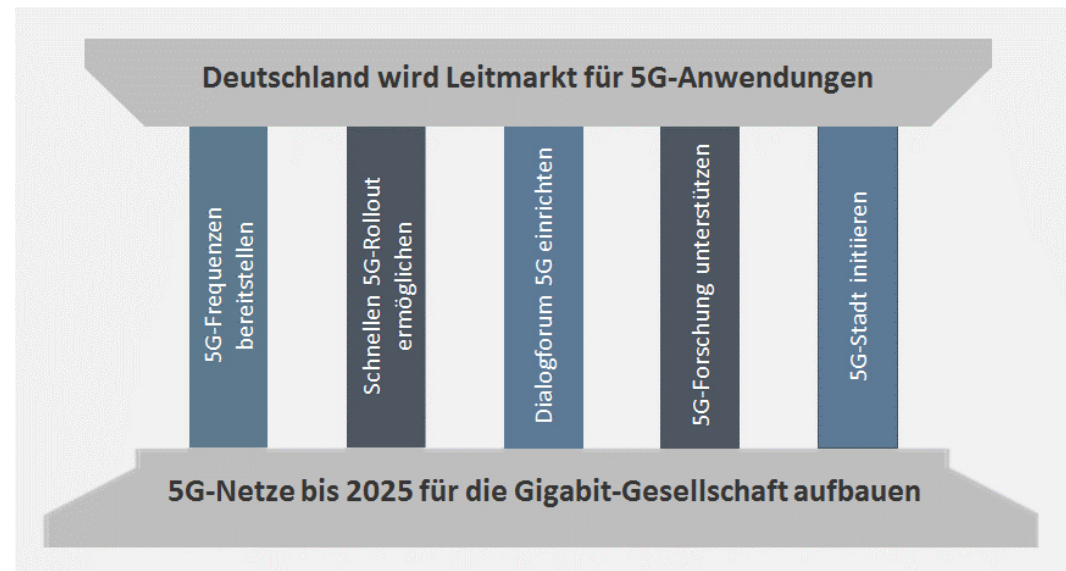 Deutschland wird Leitmarkt für 5G-Anwendungen
5G-Frequenzen
bereitstellen
Schnellen 5G-Rollout
ermöglichen
Dialogforum 5G einrichten
5G-Forschung unterstützen
5G-Stadt initiieren
5G-Netze bis 2025 für die Gigabit-Gesellschaft aufbauen